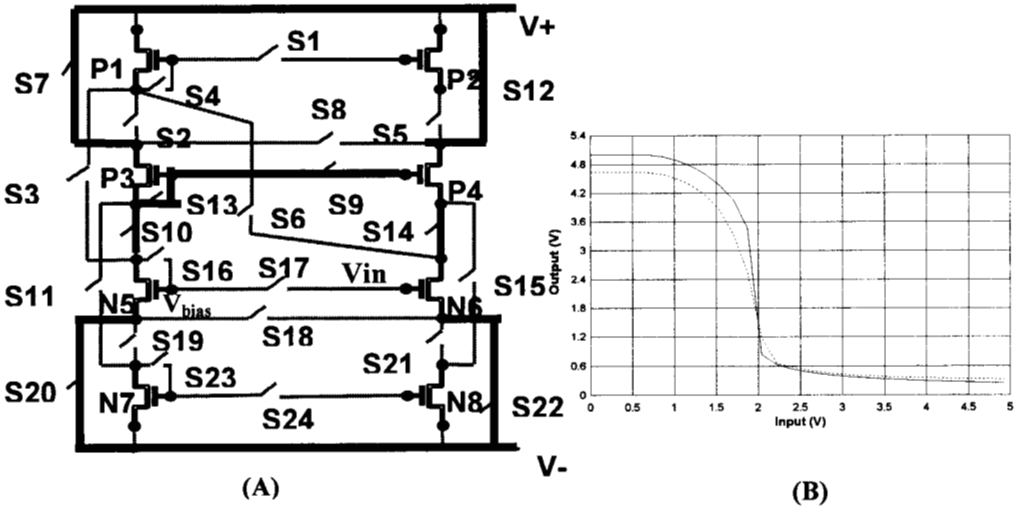 V+
S1
P1
P2
S7
S4
S12
S8
S2
S5
P3
P4
S3
S13
S9
S10
S6
S14
S11
S16
S17
Vin
S15
N5
Vbias
N6
S18
S19
S21
S20
S23
N7
N8
S22
S24
V-
(A)
Output (V)
5.4
4.8
4.2
3.6
3
2.4
1.8
1.2
0.6
0
0 0.5 1 1.5 2 2.5 3 3.5 4 4.5 5
Input (V)
(B)